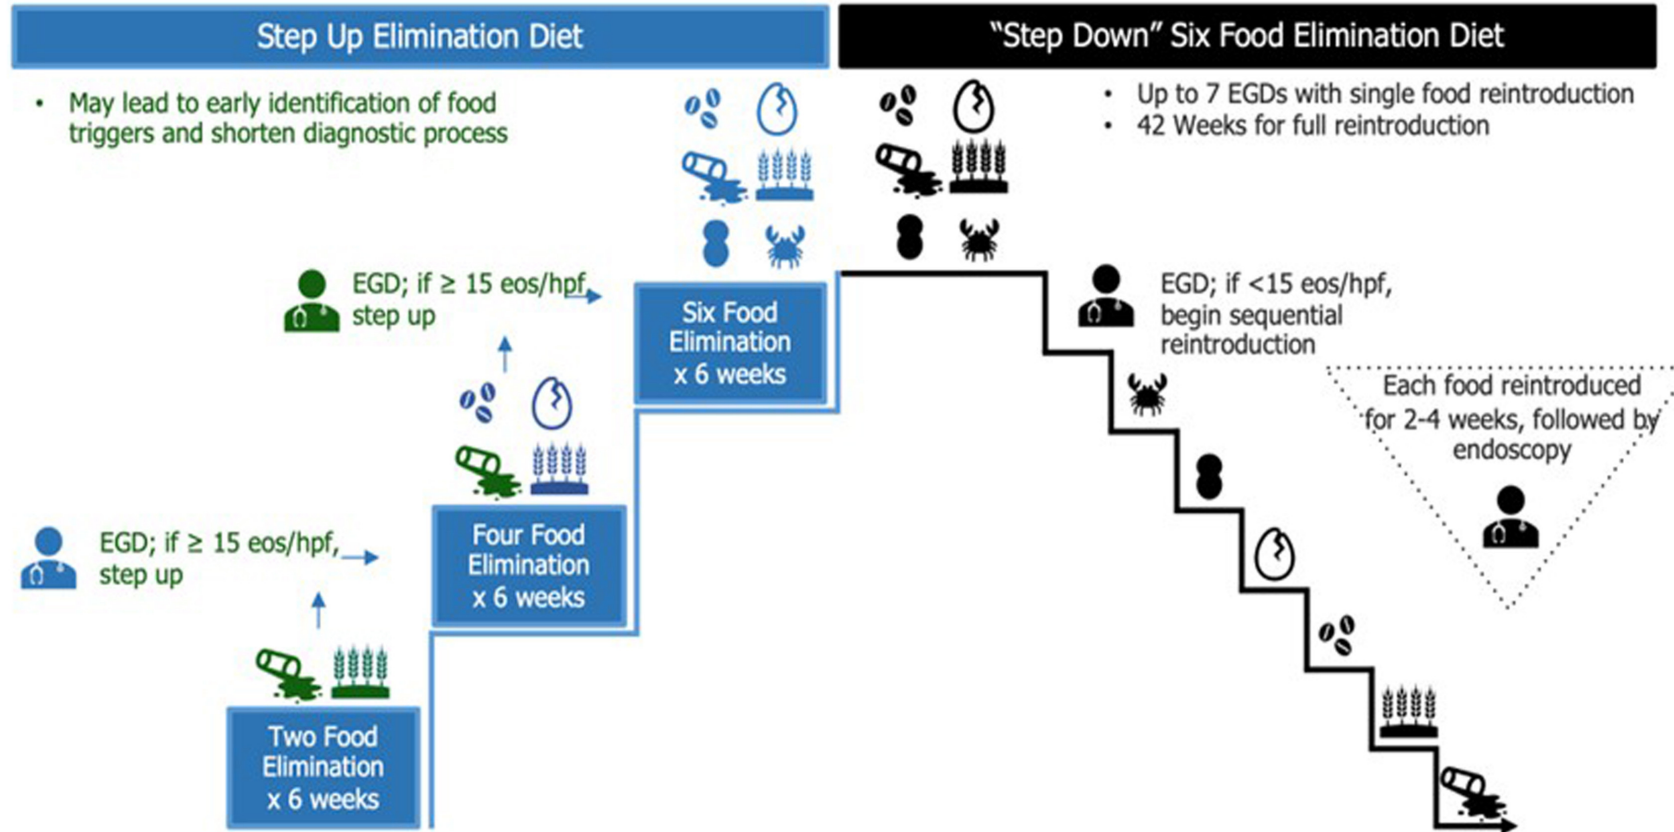 Step Up Elimination Diet
"Step Down" Six Food Elimination Diet
• May lead to early identification of food
triggers and shorten diagnostic process
• Up to 7 EGDs with single food reintroduction
• 42 Weeks for full reintroduction
EGD; if ≥ 15 eos/hpf,
step up
Six Food
Elimination
x 6 weeks
EGD; if <15 eos/hpf,
begin sequential
reintroduction
Each food reintroduced
for 2-4 weeks, followed by
endoscopy
EGD; if ≥ 15 eos/hpf,
step up
Four Food
Elimination
x 6 weeks
Two Food
Elimination
x 6 weeks